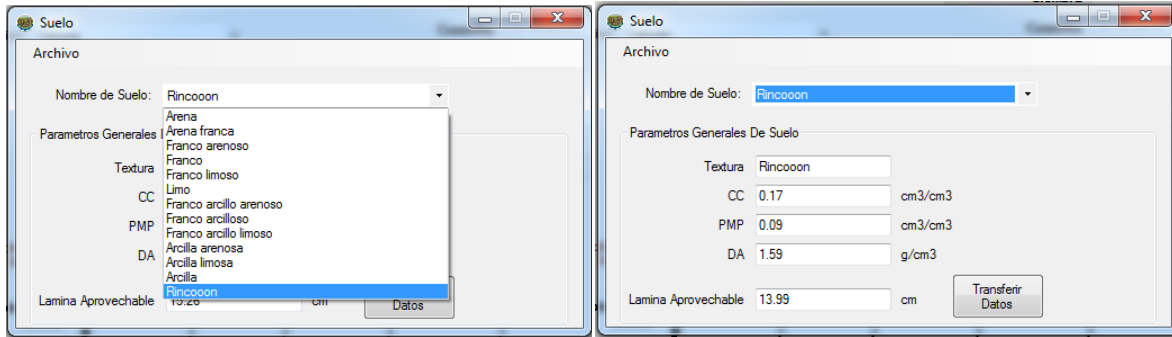 Suelo
Archivo
Nombre de Suelo: Rincooon
Arena
Arena franca
Franco arenoso
Franco
Franco limoso
Limo
Franco arcillo arenoso
Franco arcilloso
Franco arcillo limoso
Arcilla arenosa
Arcilla limosa
Arcilla
Rincooon
Parametros Generales
Textura
CC
PMP
DA
Lamina Aprovechable cm
Datos
Suelo
Archivo
Nombre de Suelo: Rincooon
Parametros Generales De Suelo
Textura Rincooon
CC 0.17 cm3/cm3
PMP 0.09 cm3/cm3
DA 1.59 g/cm3
Lamina Aprovechable 13.99 cm
Transferir
Datos